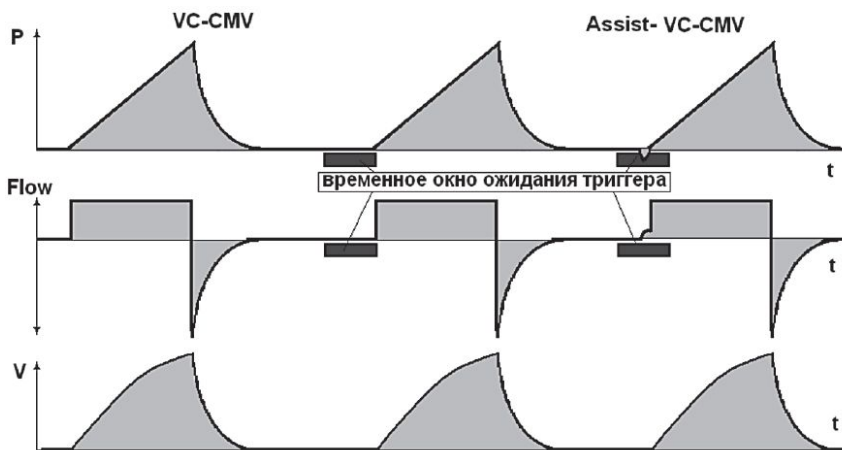 VC-CMV
Assist- VC-CMV
P
t
временное окно ожидания триггера
Flow
t
V
t